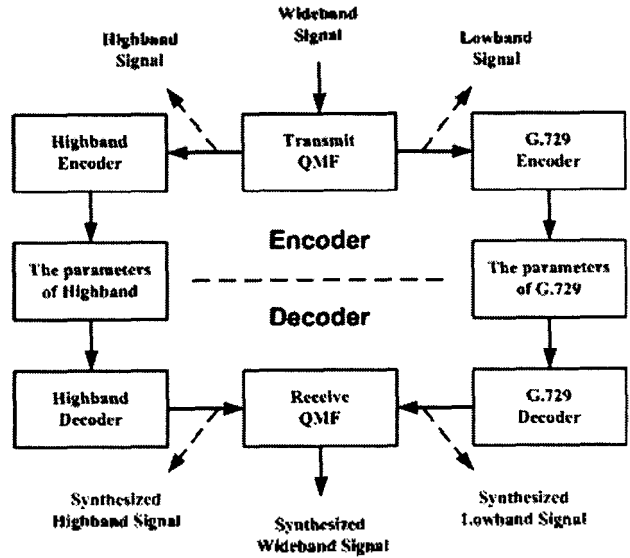 Wideband
Signal
Highband
Signal
Lowband
Signal
Highband
Encoder
Transmit
QMF
G.729
Encoder
Encoder
The parameters
of Highband
The parameters
of G.729
Decoder
Highband
Decoder
Receive
QMF
G.729
Decoder
Synthesized
Highband Signal
Synthesized
Wideband Signal
Synthesized
Lowband Signal